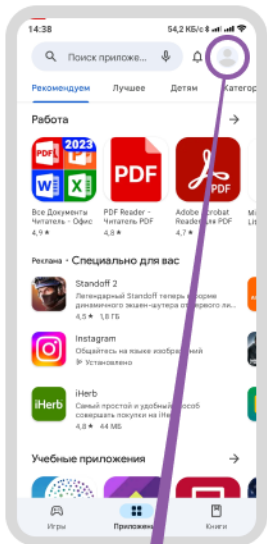 14:38 54,2 КБ/с
Поиск приложе...
Рекомендуем Лучшее Детям Категор
Работа
PDF 2023 P
W X
PDF
PDF
Все Документы PDF Reader - Adobe Acrobat
Читатель - Офис Читатель PDF Reader для PDF
4,9★ 4,8★ 4,7★
Реклама · Специально для вас
Standoff 2
Легендарный Standoff теперь в форме
динамичного экшен-шутера от первого ли...
4,5★ 1,8 ГБ
Instagram
Общайтесь на языке изображений
Установлено
iHerb
iHerb
Самый простой и удобный способ
совершать покупки на iHe
4,8★ 44 МБ
Учебные приложения
Игры Приложения Книги